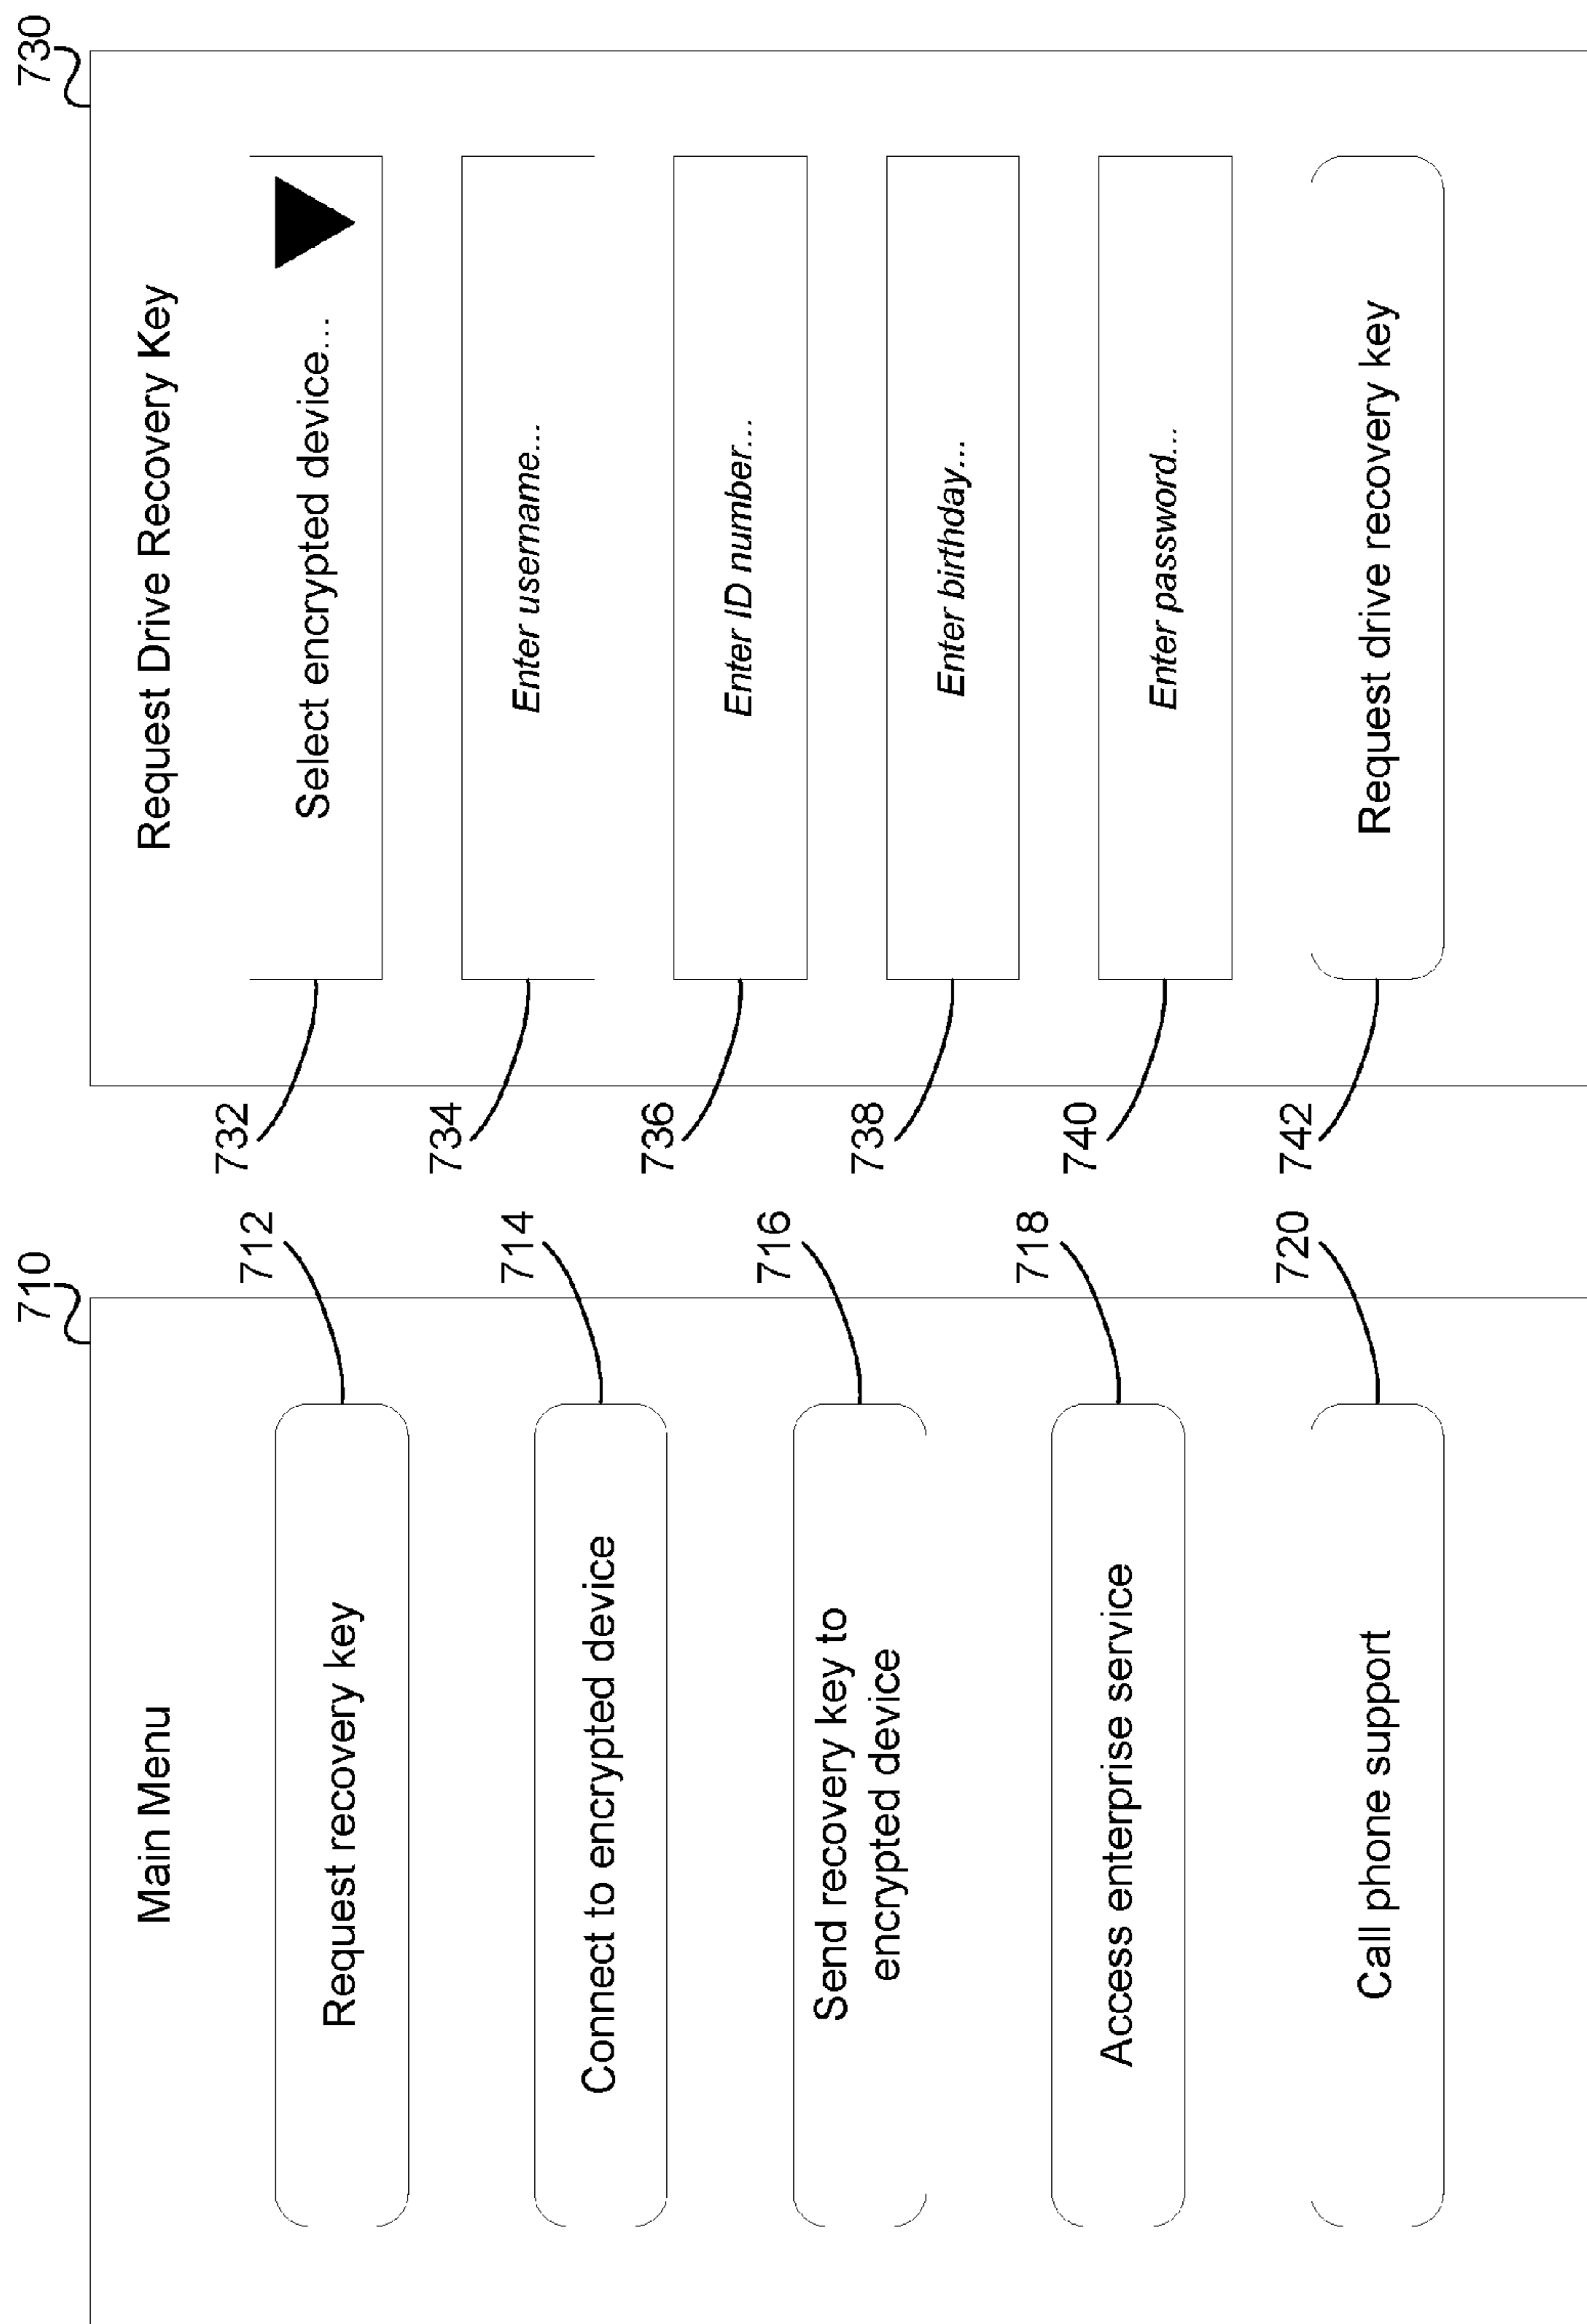 710
Main Menu
712
Request recovery key
714
Connect to encrypted device
716
Send recovery key to
encrypted device
718
Access enterprise service
720
Call phone support
730
Request Drive Recovery Key
732
Select encrypted device...
734
Enter username...
736
Enter ID number...
738
Enter birthday...
740
Enter password...
742
Request drive recovery key